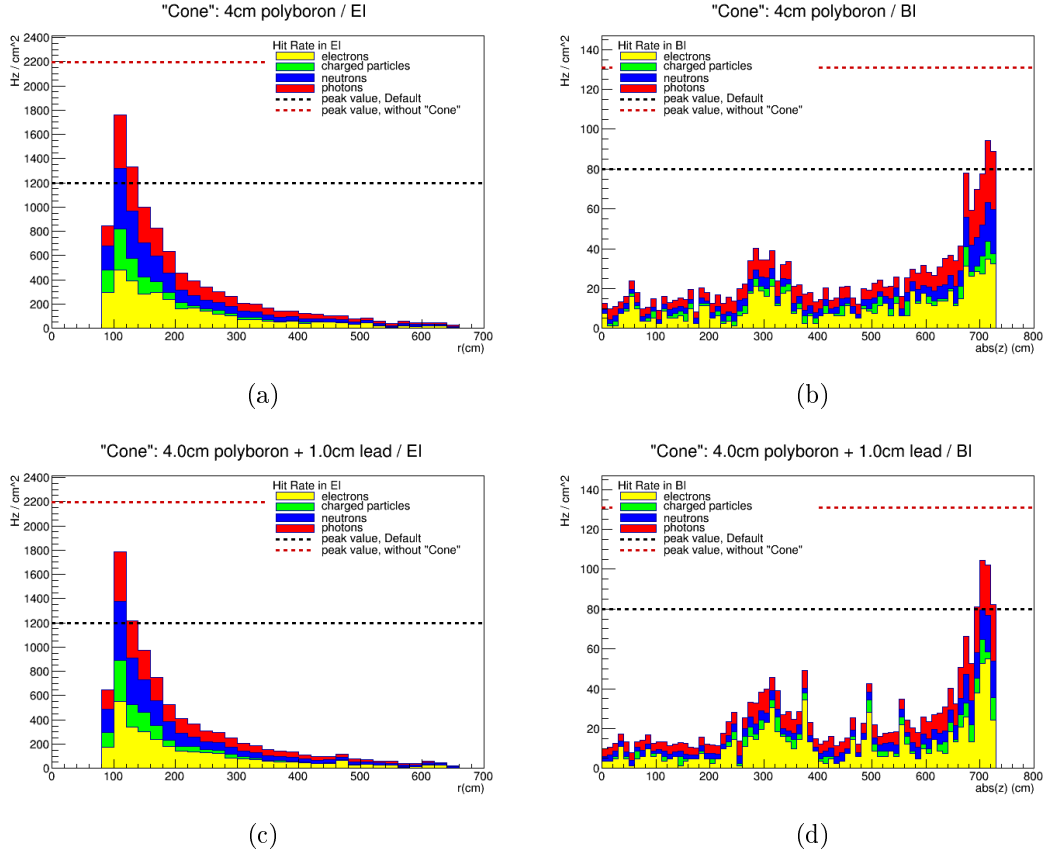 "Cone": 4cm polyboron / EI
Hz / cm^2
2400
2200
2000
1800
1600
1400
1200
1000
800
600
400
200
0
Hit Rate in EI
electrons
charged particles
neutrons
photons
peak value, Default
peak value, without "Cone"
0 100 200 300 400 500 600 700
r(cm)
(a)
"Cone": 4cm polyboron / BI
Hz / cm^2
140
120
100
80
60
40
20
0
Hit Rate in BI
electrons
charged particles
neutrons
photons
peak value, Default
peak value, without "Cone"
0 100 200 300 400 500 600 700 800
abs(z) (cm)
(b)
"Cone": 4.0cm polyboron + 1.0cm lead / EI
Hz / cm^2
2400
2200
2000
1800
1600
1400
1200
1000
800
600
400
200
0
Hit Rate in EI
electrons
charged particles
neutrons
photons
peak value, Default
peak value, without "Cone"
0 100 200 300 400 500 600 700
r(cm)
(c)
"Cone": 4.0cm polyboron + 1.0cm lead / BI
Hz / cm^2
140
120
100
80
60
40
20
0
Hit Rate in BI
electrons
charged particles
neutrons
photons
peak value, Default
peak value, without "Cone"
0 100 200 300 400 500 600 700 800
abs(z) (cm)
(d)